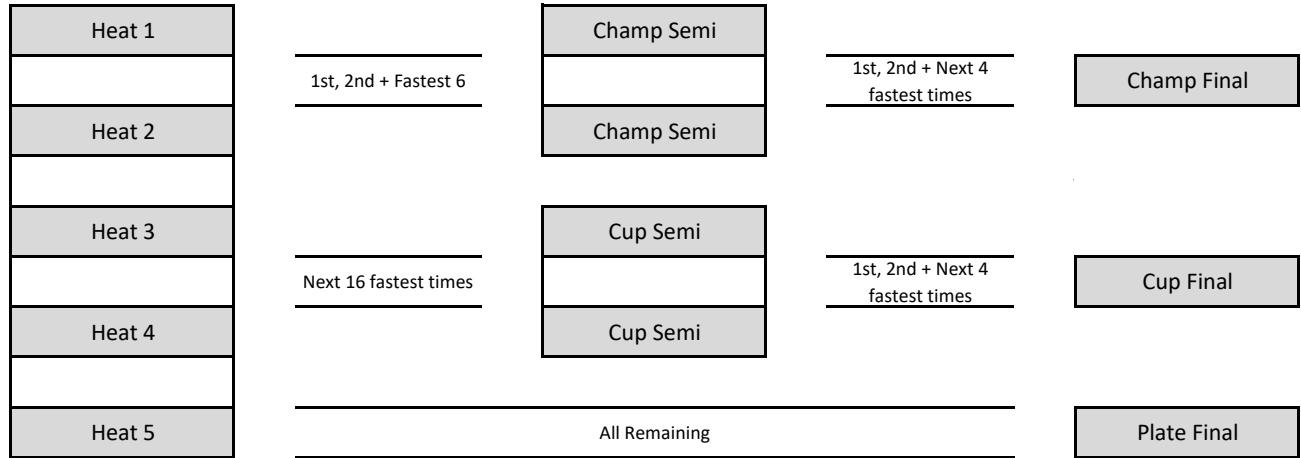 Heat 1
Champ Semi
1st, 2nd + Fastest 6
1st, 2nd + Next 4
fastest times
Champ Final
Heat 2
Champ Semi
Heat 3
Cup Semi
Next 16 fastest times
1st, 2nd + Next 4
fastest times
Cup Final
Heat 4
Cup Semi
Heat 5
All Remaining
Plate Final